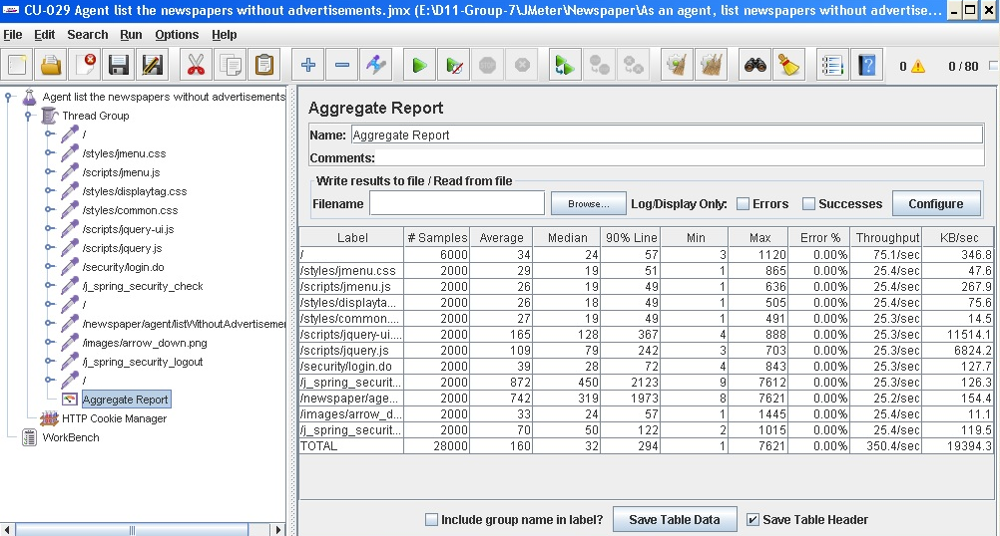 CU-029 Agent list the newspapers without advertisements.jmx (E:\D11-Group-7\JMeter\Newspaper\As an agent, list newspapers without advertise...
File Edit Search Run Options Help
0 0 / 80
Agent list the newspapers without advertisements
Thread Group
/
/styles/jmenu.css
/scripts/jmenu.js
/styles/displaytag.css
/styles/common.css
/scripts/jquery-ui.js
/scripts/jquery.js
/security/login.do
/j_spring_security_check
/
/newspaper/agent/listWithoutAdvertisemen
/images/arrow_down.png
/j_spring_security_logout
/
Aggregate Report
HTTP Cookie Manager
WorkBench
Aggregate Report
Name: Aggregate Report
Comments:
Write results to file / Read from file
Filename Browse... Log/Display Only: Errors Successes Configure
Label # Samples Average Median 90% Line Min Max Error % Throughput KB/sec
/ 6000 34 24 57 3 1120 0.00% 75.1/sec 346.8
/styles/jmenu.css 2000 29 19 51 1 865 0.00% 25.4/sec 47.6
/scripts/jmenu.js 2000 26 19 49 1 636 0.00% 25.4/sec 267.9
/styles/displayta... 2000 26 18 49 1 505 0.00% 25.4/sec 75.6
/styles/common.... 2000 27 19 49 1 491 0.00% 25.3/sec 14.5
/scripts/jquery-ui.... 2000 165 128 367 4 888 0.00% 25.3/sec 11514.1
/scripts/jquery.js 2000 109 79 242 3 703 0.00% 25.3/sec 6824.2
/security/login.do 2000 39 28 72 4 843 0.00% 25.3/sec 127.7
/j_spring_securit... 2000 872 450 2123 9 7612 0.00% 25.3/sec 126.3
/newspaper/age... 2000 742 319 1973 8 7621 0.00% 25.2/sec 154.4
/images/arrow_d... 2000 33 24 57 1 1445 0.00% 25.4/sec 11.1
/j_spring_securit... 2000 70 50 122 2 1015 0.00% 25.4/sec 119.5
TOTAL 28000 160 32 294 1 7621 0.00% 350.4/sec 19394.3
Include group name in label? Save Table Data Save Table Header